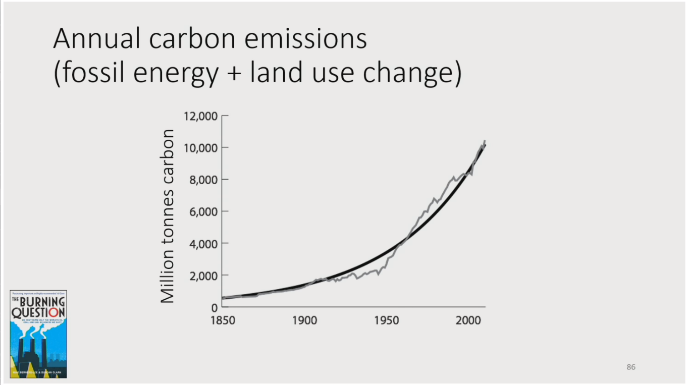 Annual carbon emissions
(fossil energy + land use change)
Million tonnes carbon
12,000
10,000
8,000
6,000
4,000
2,000
0
1850
1900
1950
2000
THE BURNING
QUESTION
86